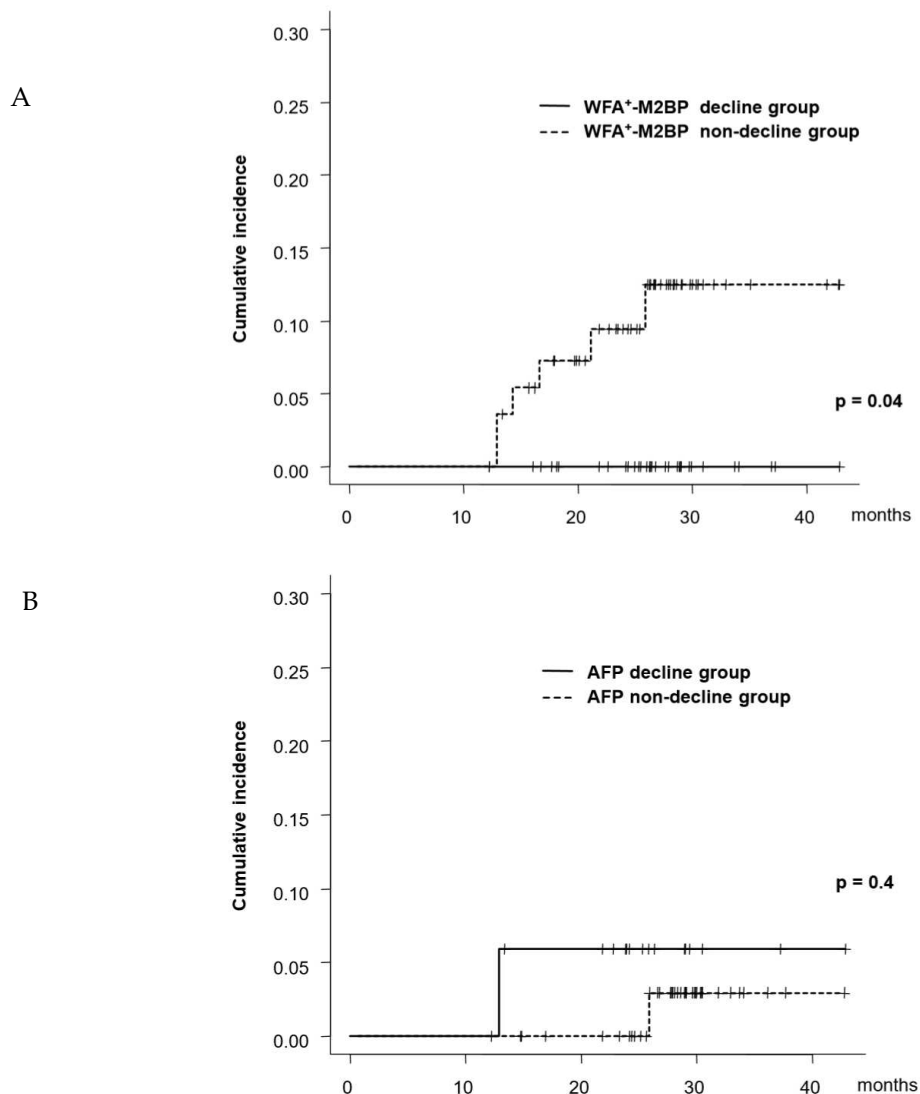 A
Cumulative incidence
0.30
0.25
0.20
0.15
0.10
0.05
0.00
WFA⁺-M2BP decline group
WFA⁺-M2BP non-decline group
p = 0.04
0 10 20 30 40 months
B
Cumulative incidence
0.30
0.25
0.20
0.15
0.10
0.05
0.00
AFP decline group
AFP non-decline group
p = 0.4
0 10 20 30 40 months